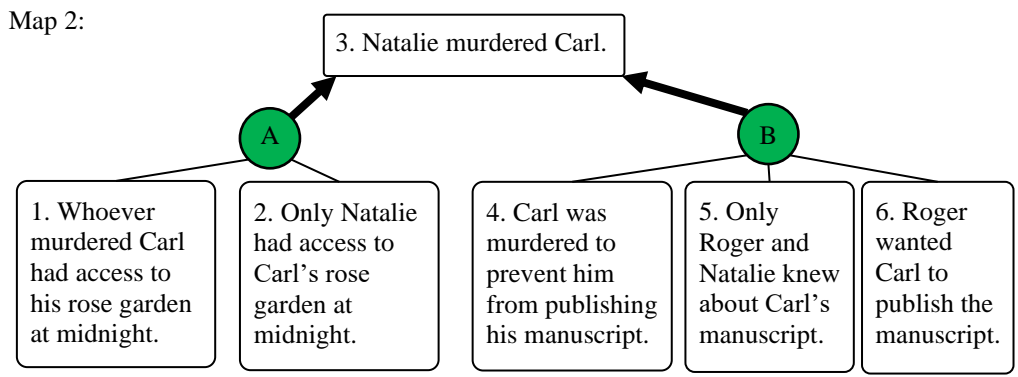 Map 2:
3. Natalie murdered Carl.
A
B
1. Whoever
murdered Carl
had access to
his rose garden
at midnight.
2. Only Natalie
had access to
Carl’s rose
garden at
midnight.
4. Carl was
murdered to
prevent him
from publishing
his manuscript.
5. Only
Roger and
Natalie knew
about Carl’s
manuscript.
6. Roger
wanted
Carl to
publish the
manuscript.